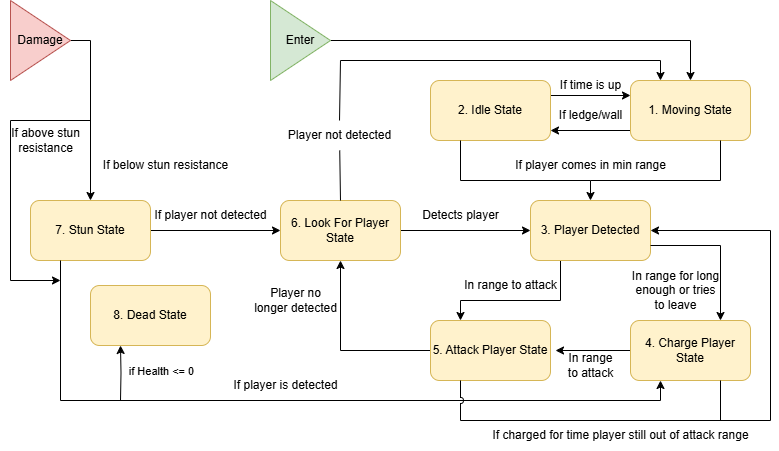 Damage
Enter
If time is up
2. Idle State
1. Moving State
If ledge/wall
If above stun
resistance
Player not detected
If below stun resistance
If player comes in min range
7. Stun State
If player not detected
6. Look For Player
State
Detects player
3. Player Detected
In range for long
enough or tries
to leave
In range to attack
Player no
longer detected
8. Dead State
5. Attack Player State
In range
to attack
4. Charge Player
State
if Health <= 0
If player is detected
If charged for time player still out of attack range